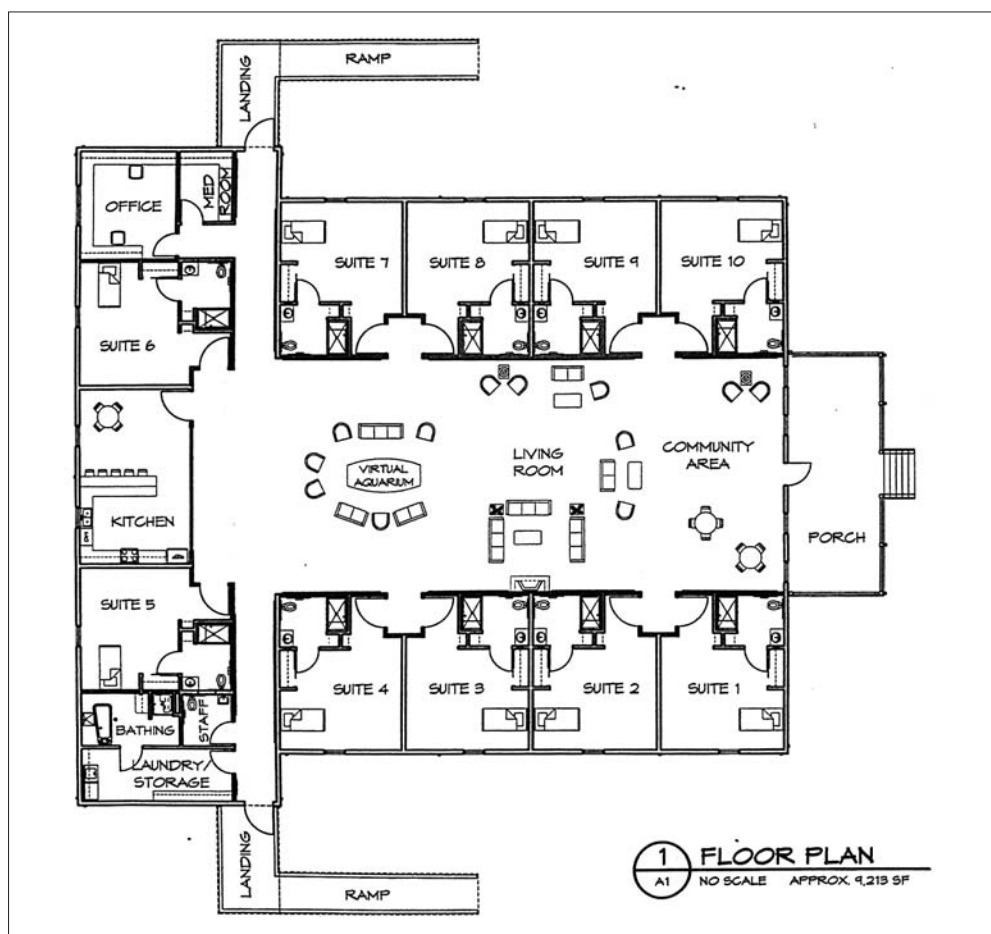 RAMP
LANDING
OFFICE
MED
ROOM
SUITE 7
SUITE 8
SUITE 9
SUITE 10
SUITE 6
VIRTUAL
AQUARIUM
LIVING
ROOM
COMMUNITY
AREA
KITCHEN
PORCH
SUITE 5
SUITE 4
SUITE 3
SUITE 2
SUITE 1
STAFF
BATHING
LAUNDRY/
STORAGE
LANDING
RAMP
1
A1
FLOOR PLAN
NO SCALE APPROX. 9,213 SF